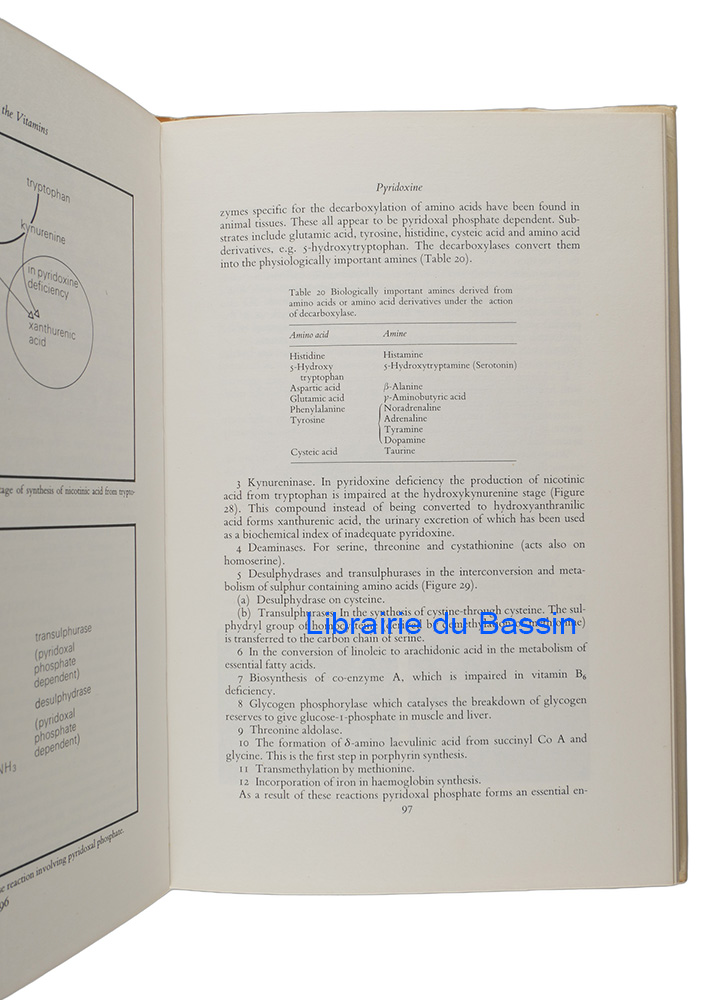 the Vitamins
tryptophan
kynurenine
in pyridoxine
deficiency
xanthurenic
acid
age of synthesis of nicotinic acid from trypto-
transulphurase
(pyridoxal
phosphate
dependent)
desulphydrase
(pyridoxal
phosphate
dependent)
NH3
e reaction involving pyridoxal phosphate.
96
Pyridoxine
zymes specific for the decarboxylation of amino acids have been found in
animal tissues. These all appear to be pyridoxal phosphate dependent. Sub-
strates include glutamic acid, tyrosine, histidine, cysteic acid and amino acid
derivatives, e.g. 5-hydroxytryptophan. The decarboxylases convert them
into the physiologically important amines (Table 20).
Table 20 Biologically important amines derived from
amino acids or amino acid derivatives under the action
of decarboxylase.
Amino acid Amine
Histidine Histamine
5-Hydroxy 5-Hydroxytryptamine (Serotonin)
tryptophan
Aspartic acid β-Alanine
Glutamic acid γ-Aminobutyric acid
Phenylalanine Noradrenaline
Tyrosine Adrenaline
Tyramine
Dopamine
Cysteic acid Taurine
3 Kynureninase. In pyridoxine deficiency the production of nicotinic
acid from tryptophan is impaired at the hydroxykynurenine stage (Figure
28). This compound instead of being converted to hydroxyanthranilic
acid forms xanthurenic acid, the urinary excretion of which has been used
as a biochemical index of inadequate pyridoxine.
4 Deaminases. For serine, threonine and cystathionine (acts also on
homoserine).
5 Desulphydrases and transulphurases in the interconversion and meta-
bolism of sulphur containing amino acids (Figure 29).
(a) Desulphydrase on cysteine.
(b) Transulphurases. In the synthesis of cystine through cysteine. The sul-
phydryl group of homocysteine (derived by demethylation of methionine)
Librairie du Bassin
is transferred to the carbon chain of serine.
6 In the conversion of linoleic to arachidonic acid in the metabolism of
essential fatty acids.
7 Biosynthesis of co-enzyme A, which is impaired in vitamin B6
deficiency.
8 Glycogen phosphorylase which catalyses the breakdown of glycogen
reserves to give glucose-1-phosphate in muscle and liver.
9 Threonine aldolase.
10 The formation of δ-amino laevulinic acid from succinyl Co A and
glycine. This is the first step in porphyrin synthesis.
11 Transmethylation by methionine.
12 Incorporation of iron in haemoglobin synthesis.
As a result of these reactions pyridoxal phosphate forms an essential en-
97